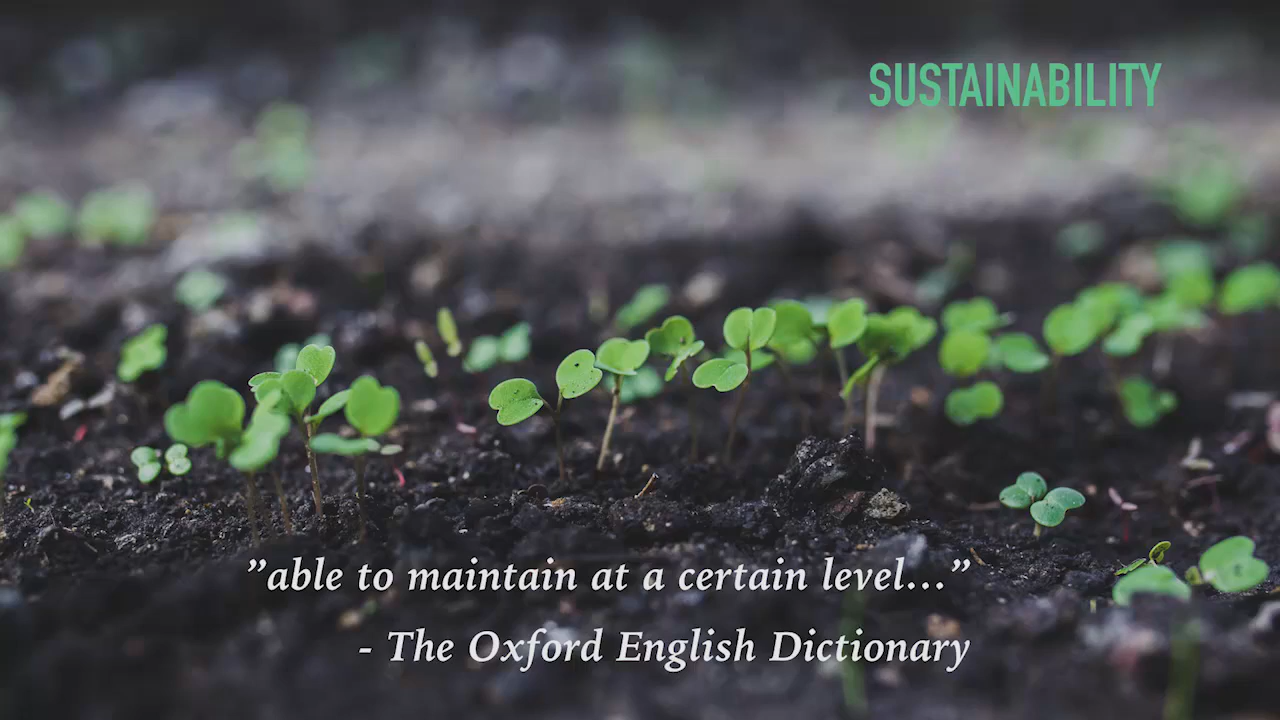 SUSTAINABILITY
”able to maintain at a certain level...”
- The Oxford English Dictionary